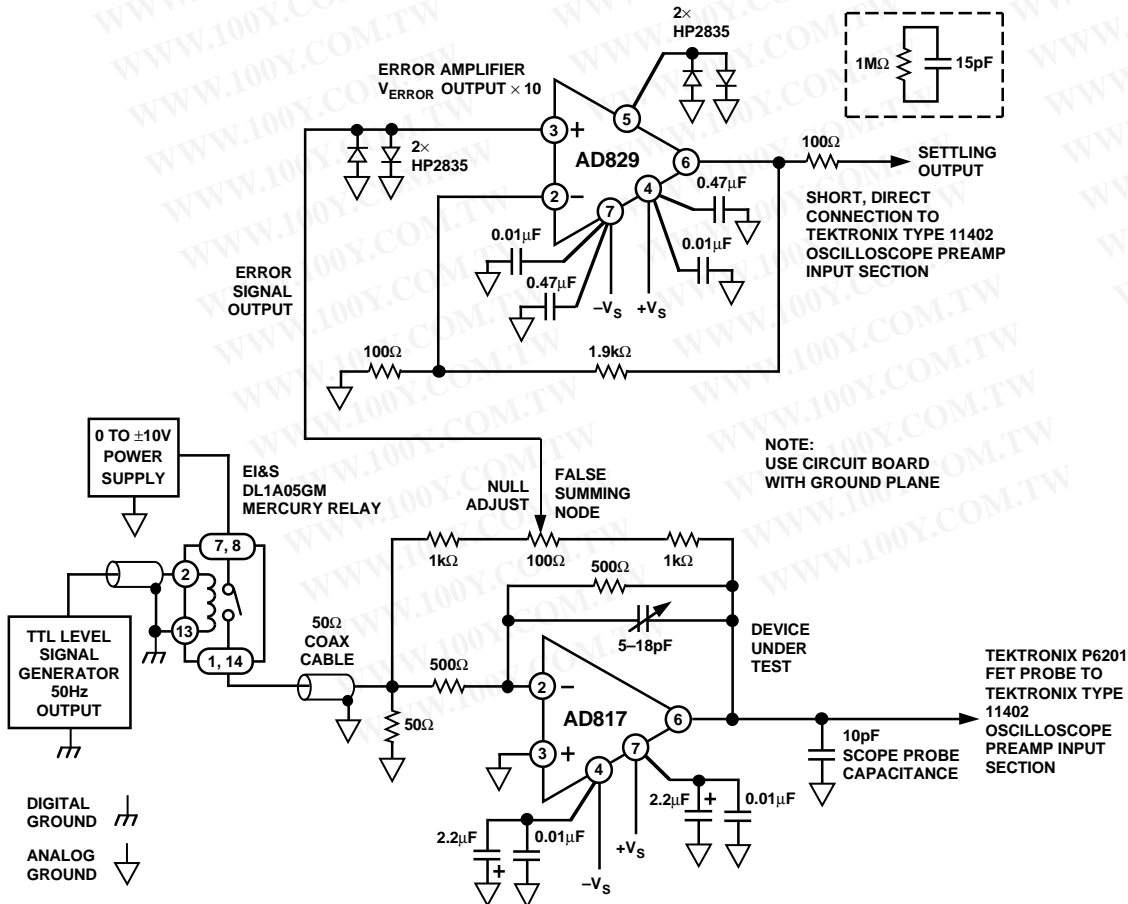 2×
HP2835
1MΩ
15pF
ERROR AMPLIFIER
VERROR OUTPUT × 10
5
3
+
2×
HP2835
AD829
6
100Ω
SETTLING
OUTPUT
2
−
4
7
0.47µF
0.01µF
0.01µF
0.47µF
SHORT, DIRECT
CONNECTION TO
TEKTRONIX TYPE 11402
OSCILLOSCOPE PREAMP
INPUT SECTION
ERROR
SIGNAL
OUTPUT
–VS
+VS
100Ω
1.9kΩ
0 TO ±10V
POWER
SUPPLY
EI&S
DL1A05GM
MERCURY RELAY
NULL
ADJUST
FALSE
SUMMING
NODE
NOTE:
USE CIRCUIT BOARD
WITH GROUND PLANE
7, 8
1kΩ
100Ω
1kΩ
2
500Ω
13
TTL LEVEL
SIGNAL
GENERATOR
50Hz
OUTPUT
1, 14
50Ω
COAX
CABLE
5–18pF
DEVICE
UNDER
TEST
500Ω
50Ω
2
−
AD817
6
3
+
7
4
TEKTRONIX P6201
FET PROBE TO
TEKTRONIX TYPE
11402
OSCILLOSCOPE
PREAMP INPUT
SECTION
10pF
SCOPE PROBE
CAPACITANCE
DIGITAL
GROUND
ANALOG
GROUND
2.2µF
+
0.01µF
–VS
+VS
2.2µF
+
0.01µF
WWW.100Y.COM.TW